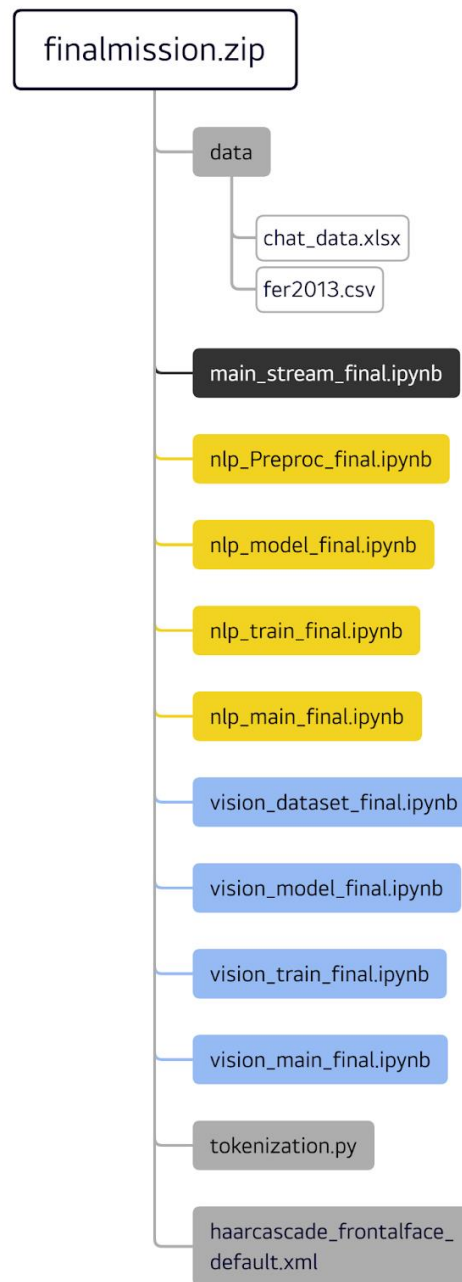 finalmission.zip
data
chat_data.xlsx
fer2013.csv
main_stream_final.ipynb
nlp_Preproc_final.ipynb
nlp_model_final.ipynb
nlp_train_final.ipynb
nlp_main_final.ipynb
vision_dataset_final.ipynb
vision_model_final.ipynb
vision_train_final.ipynb
vision_main_final.ipynb
tokenization.py
haarcascade_frontalface_
default.xml